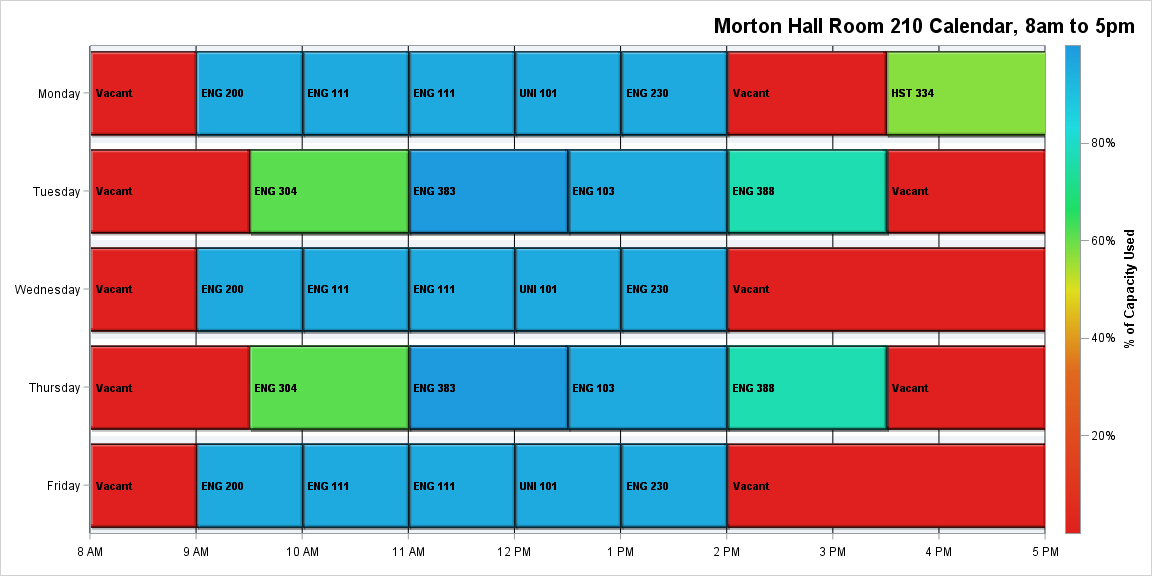 Morton Hall Room 210 Calendar, 8am to 5pm
Monday
Vacant
ENG 200
ENG 111
ENG 111
UNI 101
ENG 230
Vacant
HST 334
Tuesday
Vacant
ENG 304
ENG 383
ENG 103
ENG 388
Vacant
Wednesday
Vacant
ENG 200
ENG 111
ENG 111
UNI 101
ENG 230
Vacant
Thursday
Vacant
ENG 304
ENG 383
ENG 103
ENG 388
Vacant
Friday
Vacant
ENG 200
ENG 111
ENG 111
UNI 101
ENG 230
Vacant
8 AM
9 AM
10 AM
11 AM
12 PM
1 PM
2 PM
3 PM
4 PM
5 PM
80%
60%
40%
20%
% of Capacity Used